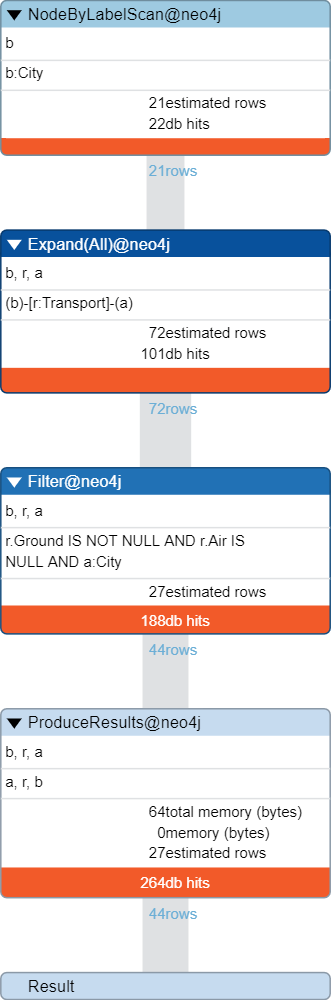 NodeByLabelScan@neo4j
b
b:City
21estimated rows
22db hits
21rows
Expand(All)@neo4j
b, r, a
(b)-[r:Transport]-(a)
72estimated rows
101db hits
72rows
Filter@neo4j
b, r, a
r.Ground IS NOT NULL AND r.Air IS
NULL AND a:City
27estimated rows
188db hits
44rows
ProduceResults@neo4j
b, r, a
a, r, b
64total memory (bytes)
0memory (bytes)
27estimated rows
264db hits
44rows
Result